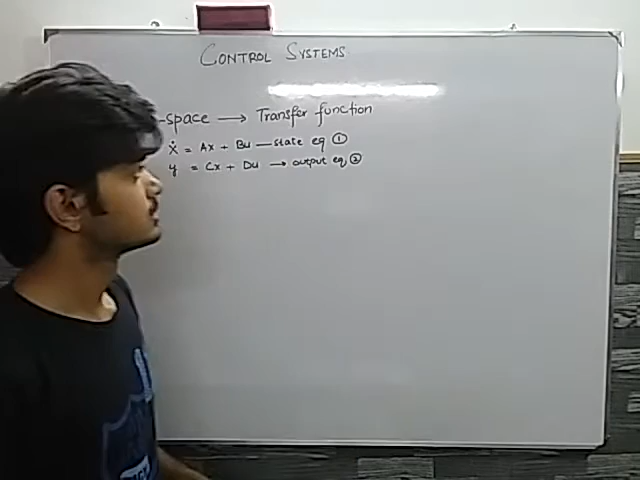 CONTROL SYSTEMS
-space ⟶ Transfer function
ẋ = Ax + Bu — state eq ①
y = Cx + Du → output eq ②